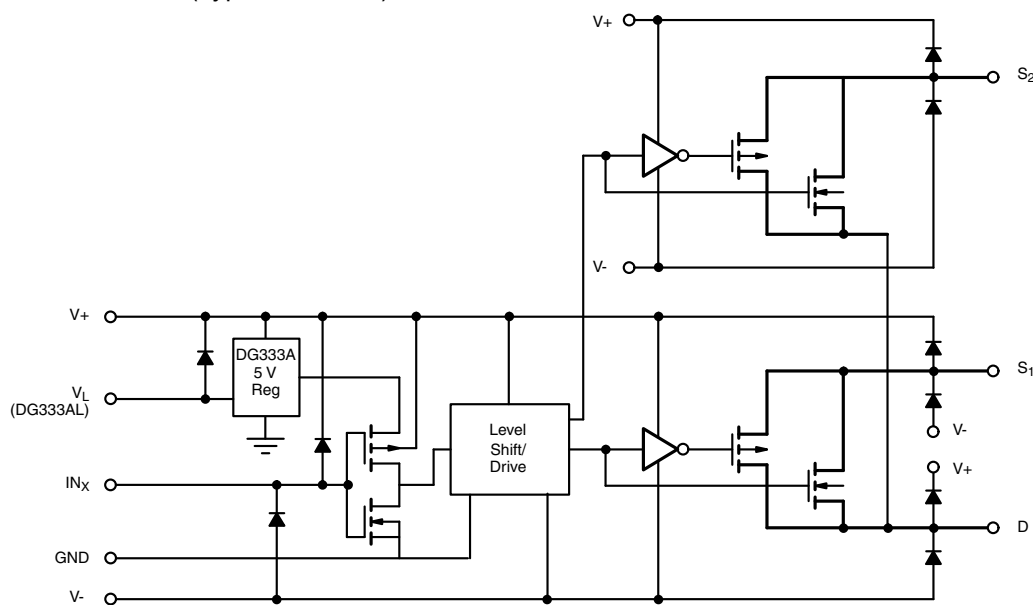 V+
S2
V-
V+
DG333A
5 V
Reg
VL
(DG333AL)
Level
Shift/
Drive
S1
V-
V+
INX
D
GND
V-